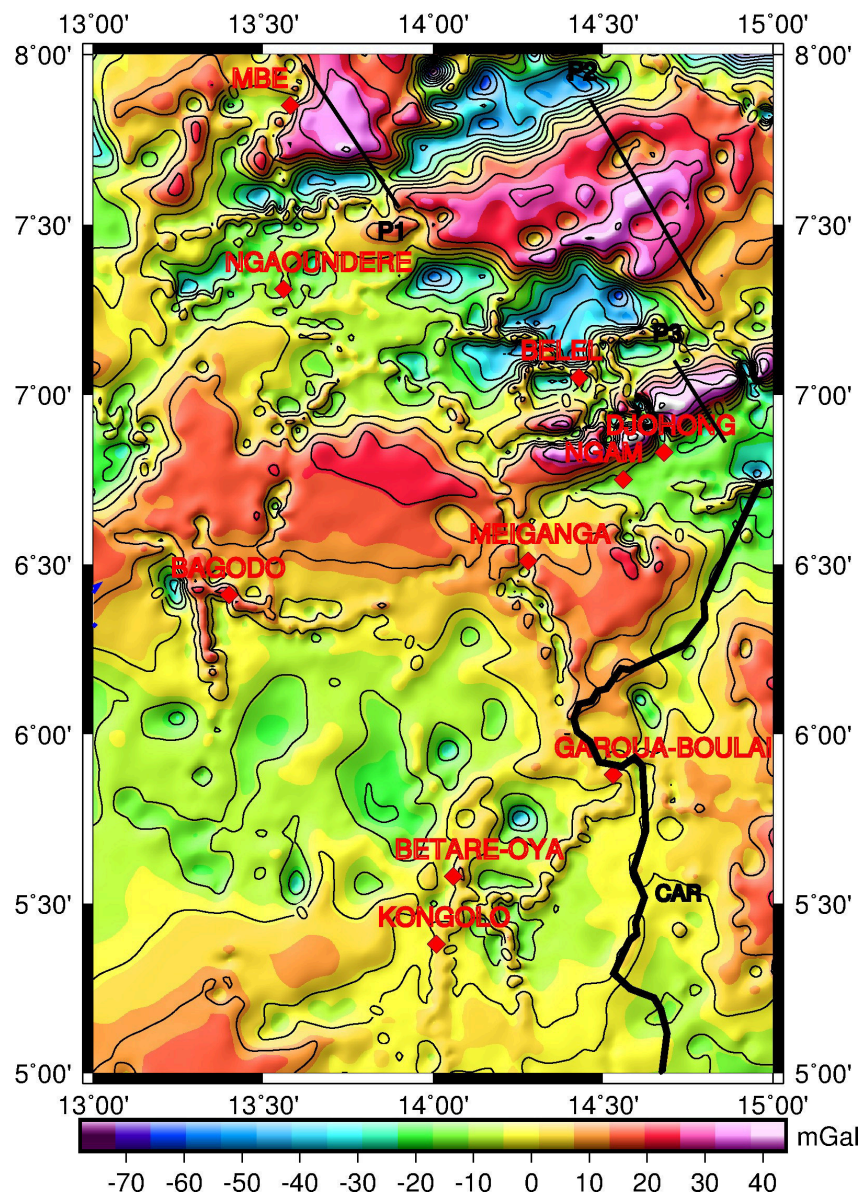 13˚00' 13˚30' 14˚00' 14˚30' 15˚00'
8˚00' 8˚00'
MBE
P2
7˚30' 7˚30'
P1
NGAOUNDERE
P3
BELEL
7˚00' 7˚00'
DJOHONG
NGAM
MEIGANGA
6˚30' 6˚30'
BAGODO
6˚00' 6˚00'
GAROUA-BOULAI
BETARE-OYA
CAR
5˚30' 5˚30'
KONGOLO
5˚00' 5˚00'
13˚00' 13˚30' 14˚00' 14˚30' 15˚00'
mGal
-70 -60 -50 -40 -30 -20 -10 0 10 20 30 40